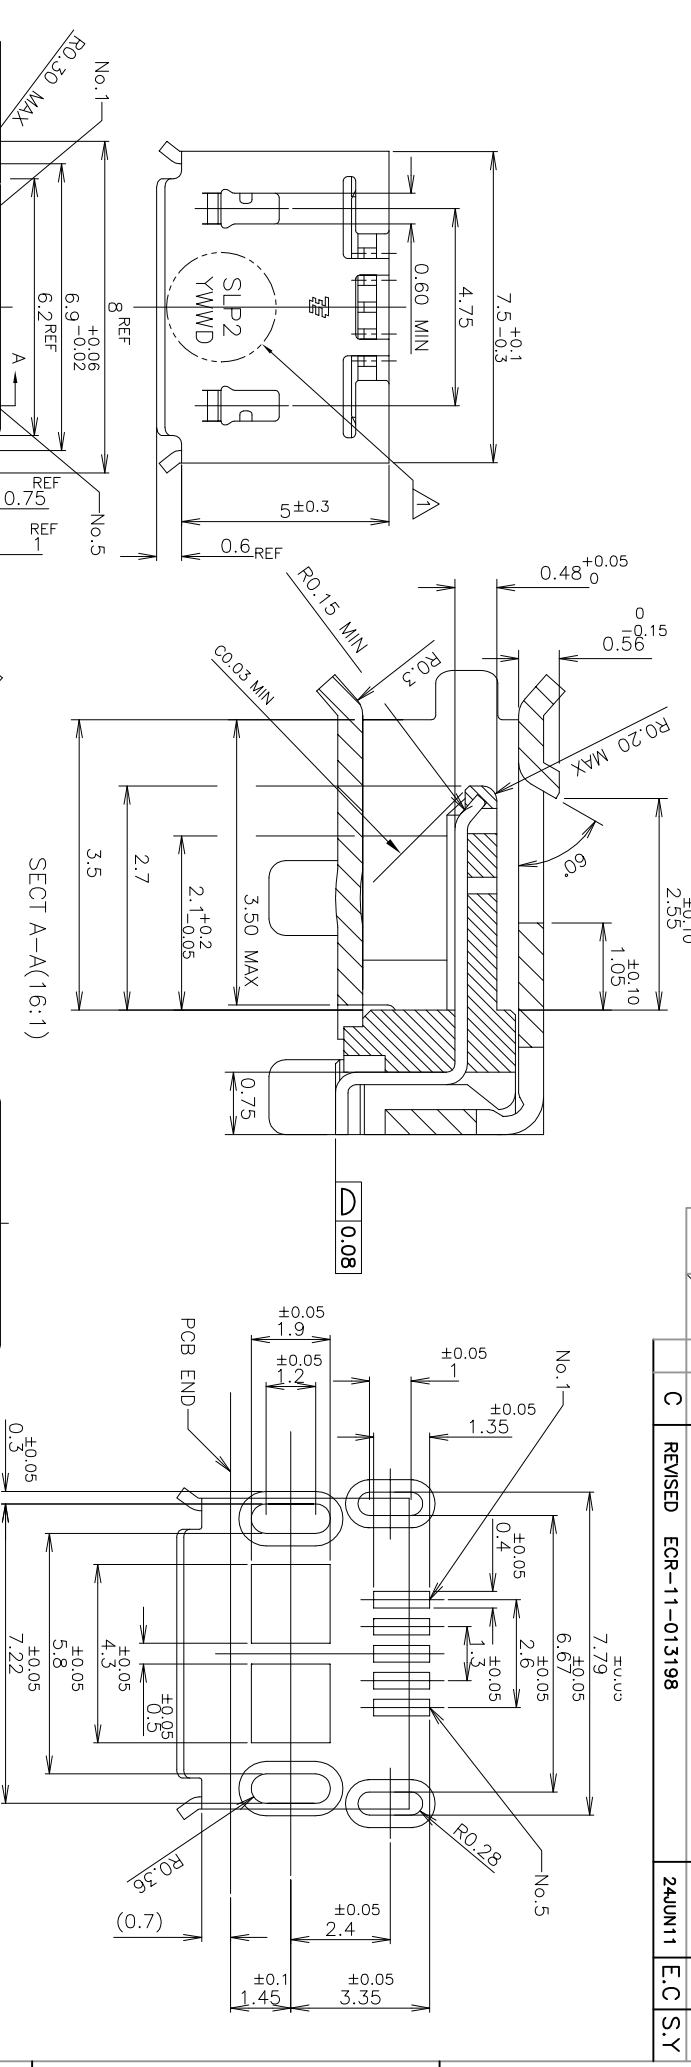 R0.30 MAX
No.1
8 REF
6.9 +0.06 -0.02
6.2 REF
A
No.5
REF
0.75
REF
1
7.5 +0.1 -0.3
4.75
0.60 MIN
SLP2
YWWD
1
5±0.3
0.6 REF
0.48 +0.05 0
0 -0.15
0.56
R0.15 MIN
R0.3
C0.03 MIN
R0.20 MAX
60°
±0.10
2.55
±0.10
1.05
3.50 MAX
2.1 +0.2 -0.05
2.7
3.5
0.75
SECT A-A(16:1)
0.08
C REVISED ECR-11-013198 24JUN11 E.C S.Y
PCB END
±0.05
1.9
±0.05
1.2
±0.05
1
±0.05
1.35
No.1
±0.05
0.4
±0.05
7.79
±0.05
6.67
±0.05
2.6
±0.05
1.3
No.5
R0.28
R0.36
±0.05
0.3
±0.05
7.22
±0.05
5.8
±0.05
4.3
±0.05
0.5
(0.7)
±0.05
2.4
±0.1
1.45
±0.05
3.35